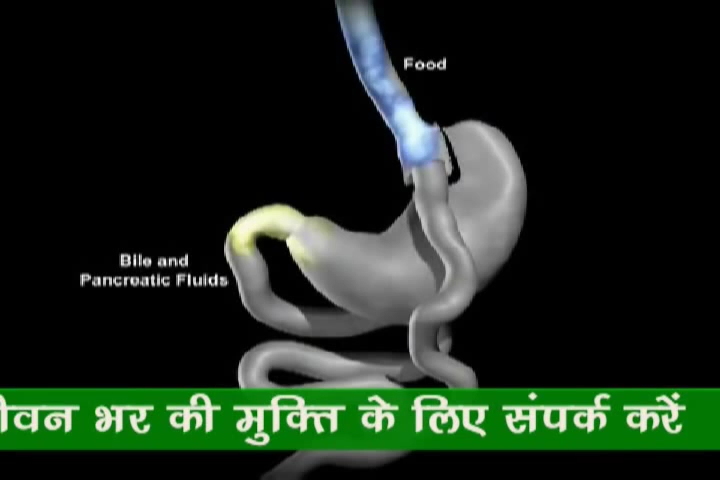 Food
Bile and
Pancreatic Fluids
भर की मुक्ति के लिए संपर्क करें